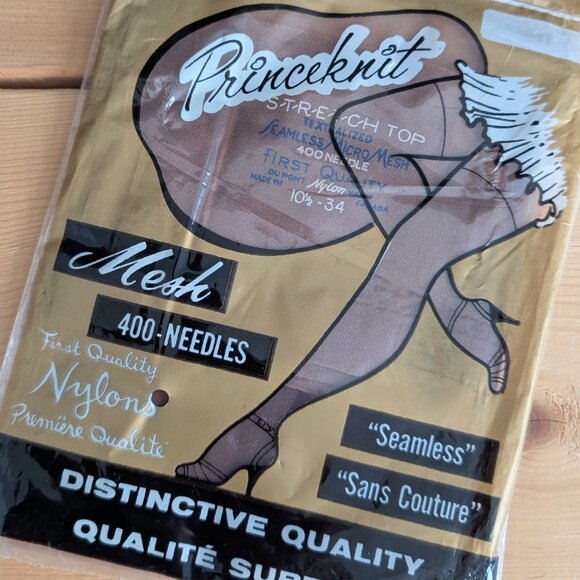 Princeknit
STRETCH TOP
TEXTRALIZED
SEAMLESS MICRO MESH
400 NEEDLE
FIRST QUALITY
DU PONT Nylon
MADE IN CANADA
10½ - 34
Mesh
400-NEEDLES
First Quality
Nylons
Première Qualité
"Seamless"
"Sans Couture"
DISTINCTIVE QUALITY
QUALITÉ